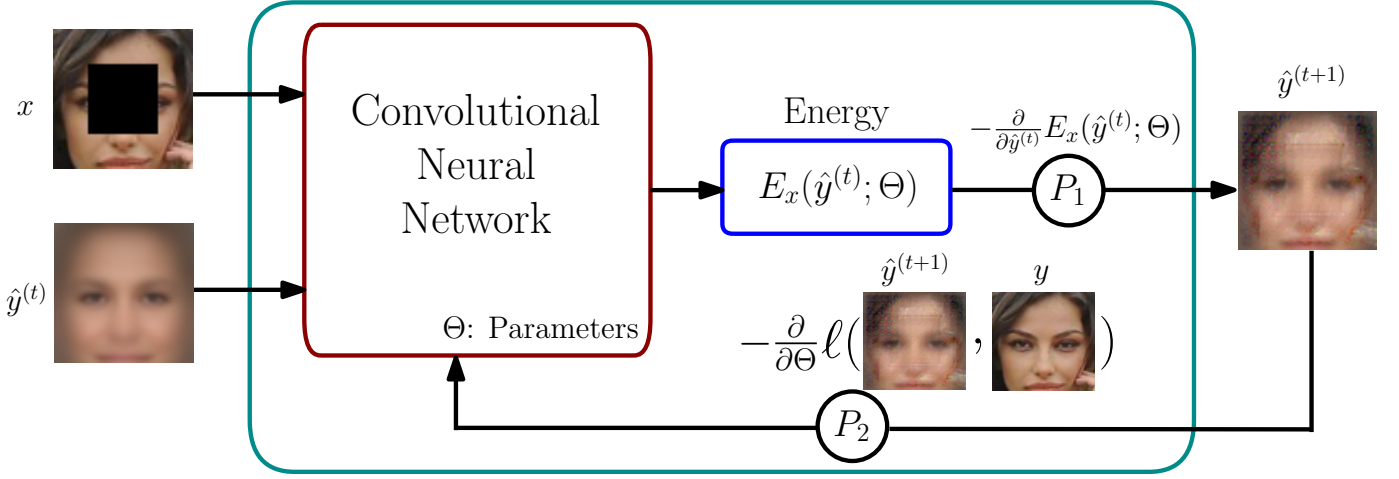 x
ŷ^(t)
Convolutional
Neural
Network
Θ: Parameters
Energy
E_x(ŷ^(t); Θ)
−∂/∂ŷ^(t) E_x(ŷ^(t); Θ)
P_1
ŷ^(t+1)
ŷ^(t+1) y
−∂/∂Θ ℓ( , )
P_2